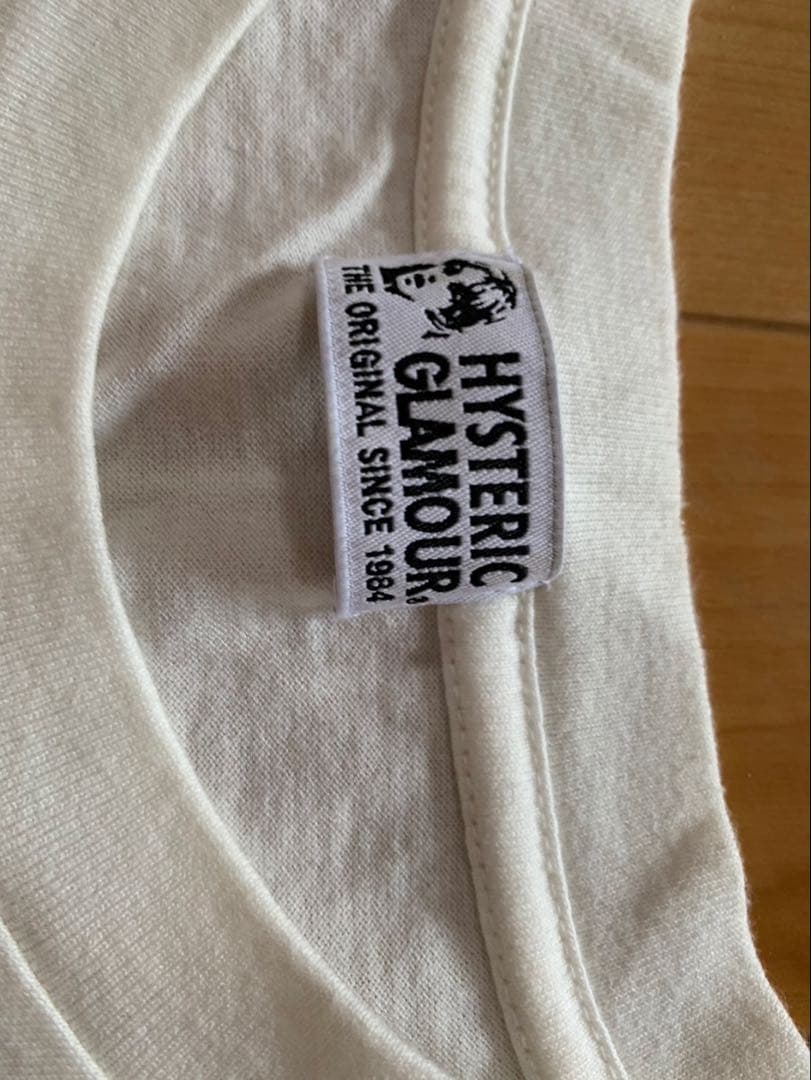 HYSTERIC
GLAMOUR®
THE ORIGINAL SINCE 1984